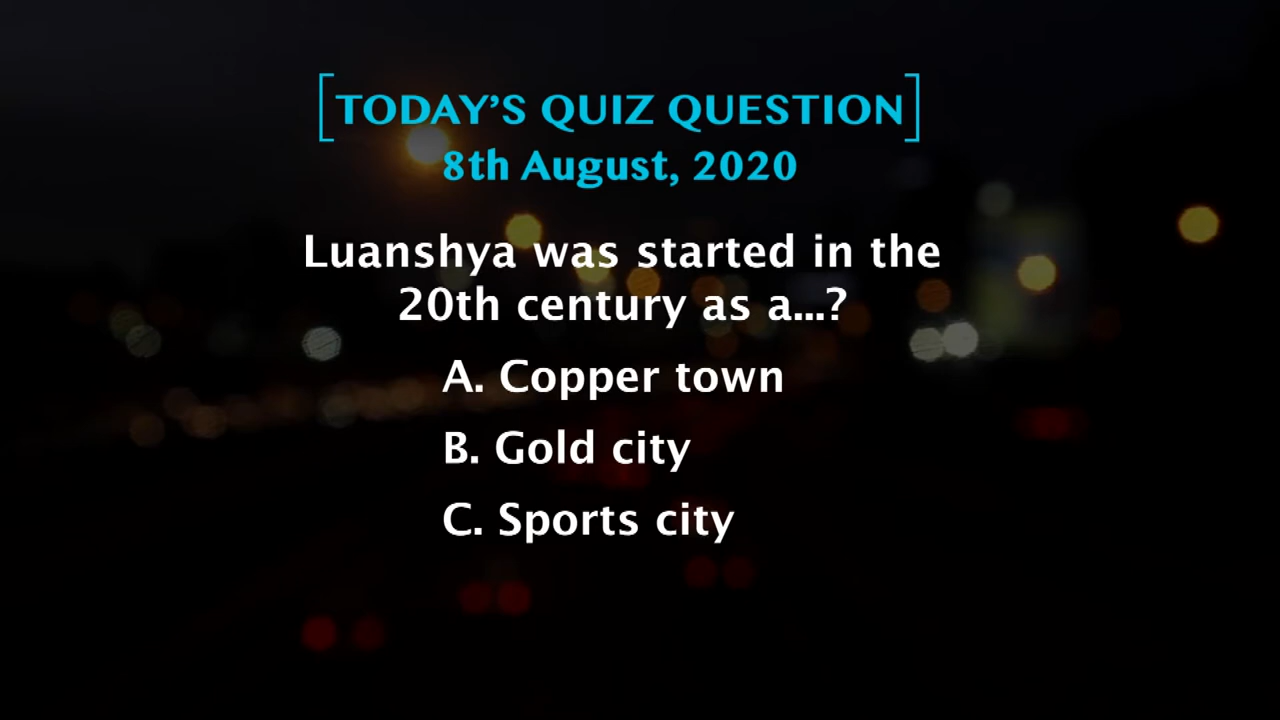 [TODAY’S QUIZ QUESTION]
8th August, 2020
Luanshya was started in the
20th century as a...?
A. Copper town
B. Gold city
C. Sports city